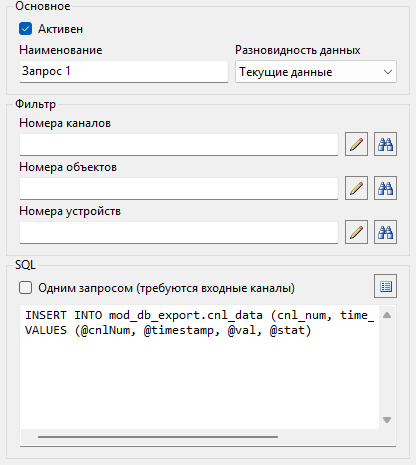 Основное
Активен
Наименование
Разновидность данных
Запрос 1
Текущие данные
Фильтр
Номера каналов
Номера объектов
Номера устройств
SQL
Одним запросом (требуются входные каналы)
INSERT INTO mod_db_export.cnl_data (cnl_num, time_
VALUES (@cnlNum, @timestamp, @val, @stat)